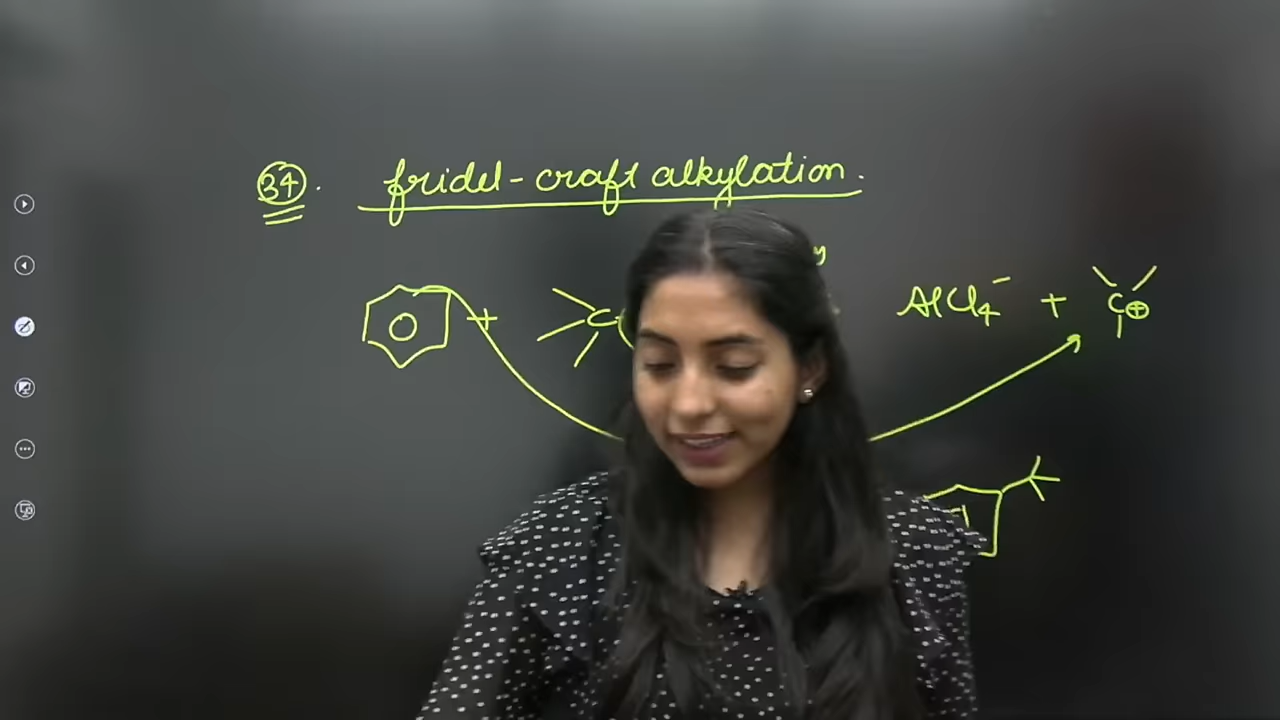 34. fridel-craft alkylation.
+ C AlCl4⁻ + C⊕